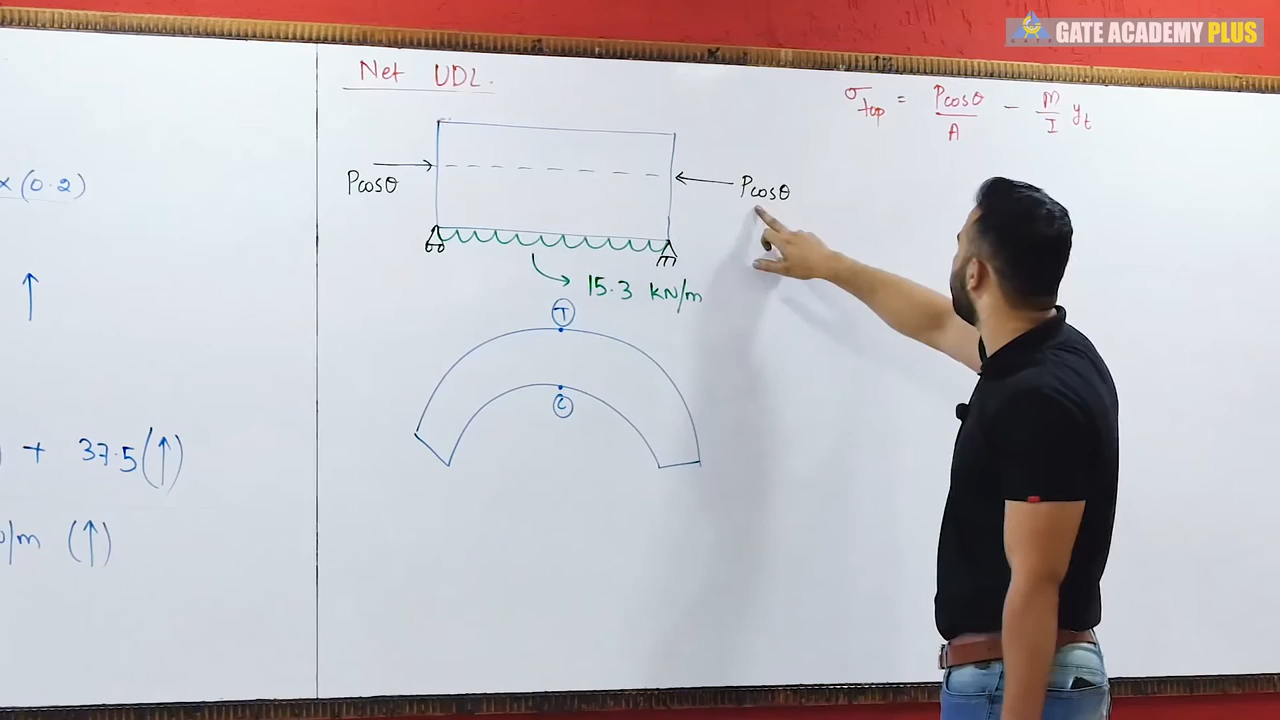 GATE ACADEMY PLUS
× (0.2)
↑
+ 37.5 (↑)
/m (↑)
Net UDL.
Pcosθ
Pcosθ
15.3 KN/m
T
C
σtop = Pcosθ/A - M/I yt